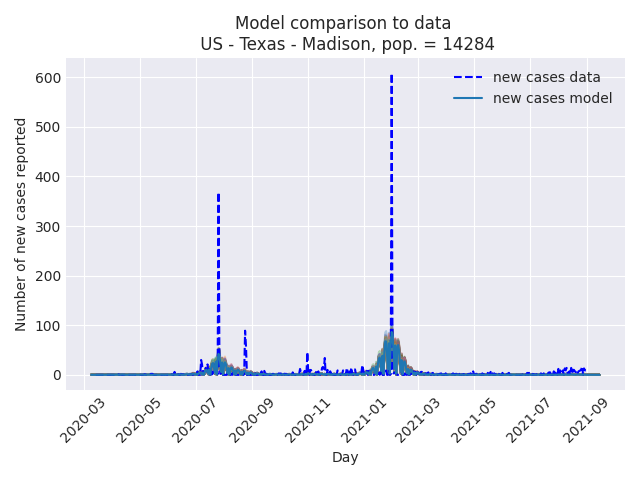 Model comparison to data
US - Texas - Madison, pop. = 14284
new cases data
new cases model
Number of new cases reported
600
500
400
300
200
100
0
2020-03
2020-05
2020-07
2020-09
2020-11
2021-01
2021-03
2021-05
2021-07
2021-09
Day